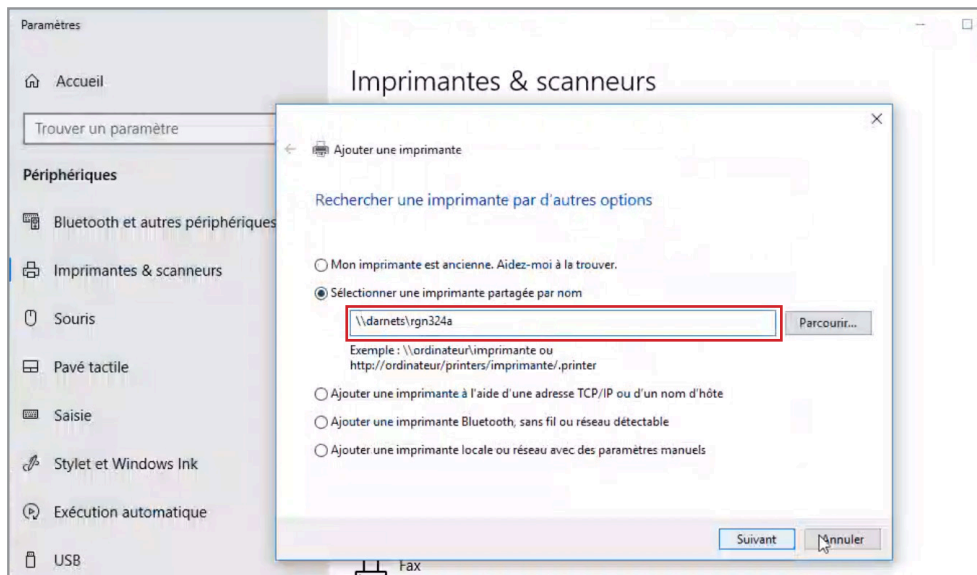 Paramètres
Accueil
Imprimantes & scanneurs
Trouver un paramètre
Périphériques
Bluetooth et autres périphériques
Imprimantes & scanneurs
Souris
Pavé tactile
Saisie
Stylet et Windows Ink
Exécution automatique
USB
Ajouter une imprimante
Rechercher une imprimante par d'autres options
Mon imprimante est ancienne. Aidez-moi à la trouver.
Sélectionner une imprimante partagée par nom
\\darnets\rgn324a
Parcourir...
Exemple : \\ordinateur\imprimante ou
http://ordinateur/printers/imprimante/.printer
Ajouter une imprimante à l'aide d'une adresse TCP/IP ou d'un nom d'hôte
Ajouter une imprimante Bluetooth, sans fil ou réseau détectable
Ajouter une imprimante locale ou réseau avec des paramètres manuels
Suivant
Annuler
Fax